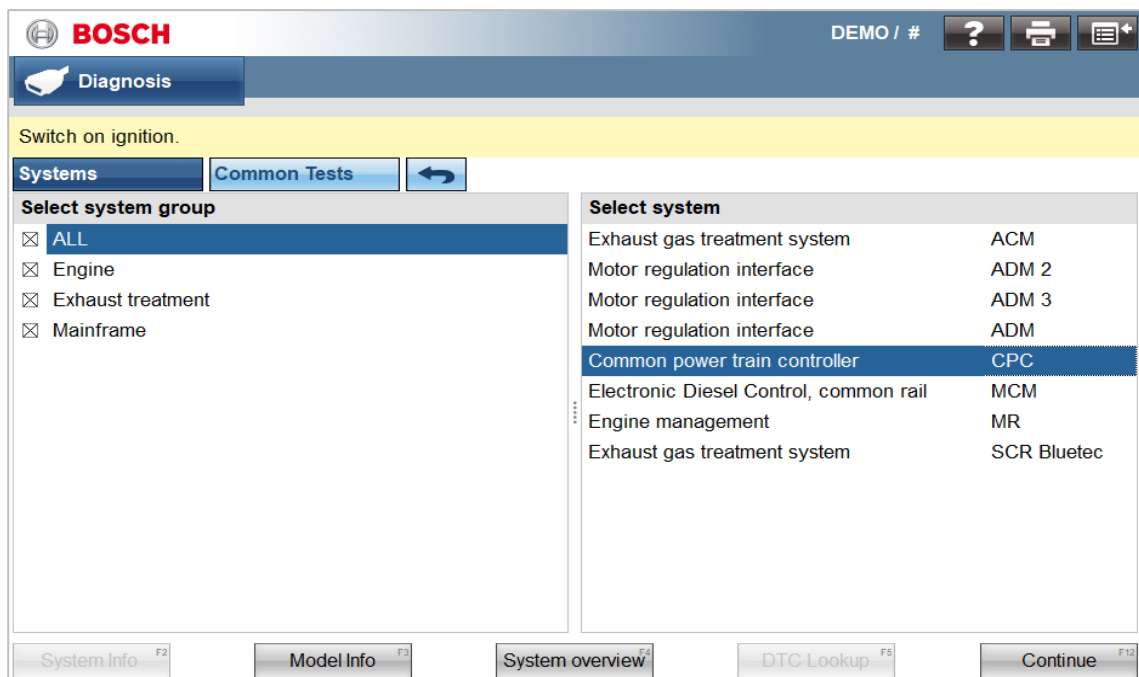 BOSCH
DEMO / #
?
Diagnosis
Switch on ignition.
Systems
Common Tests
Select system group
ALL
Engine
Exhaust treatment
Mainframe
Select system
Exhaust gas treatment system ACM
Motor regulation interface ADM 2
Motor regulation interface ADM 3
Motor regulation interface ADM
Common power train controller CPC
Electronic Diesel Control, common rail MCM
Engine management MR
Exhaust gas treatment system SCR Bluetec
System Info F2
Model Info F3
System overview F4
DTC Lookup F5
Continue F12